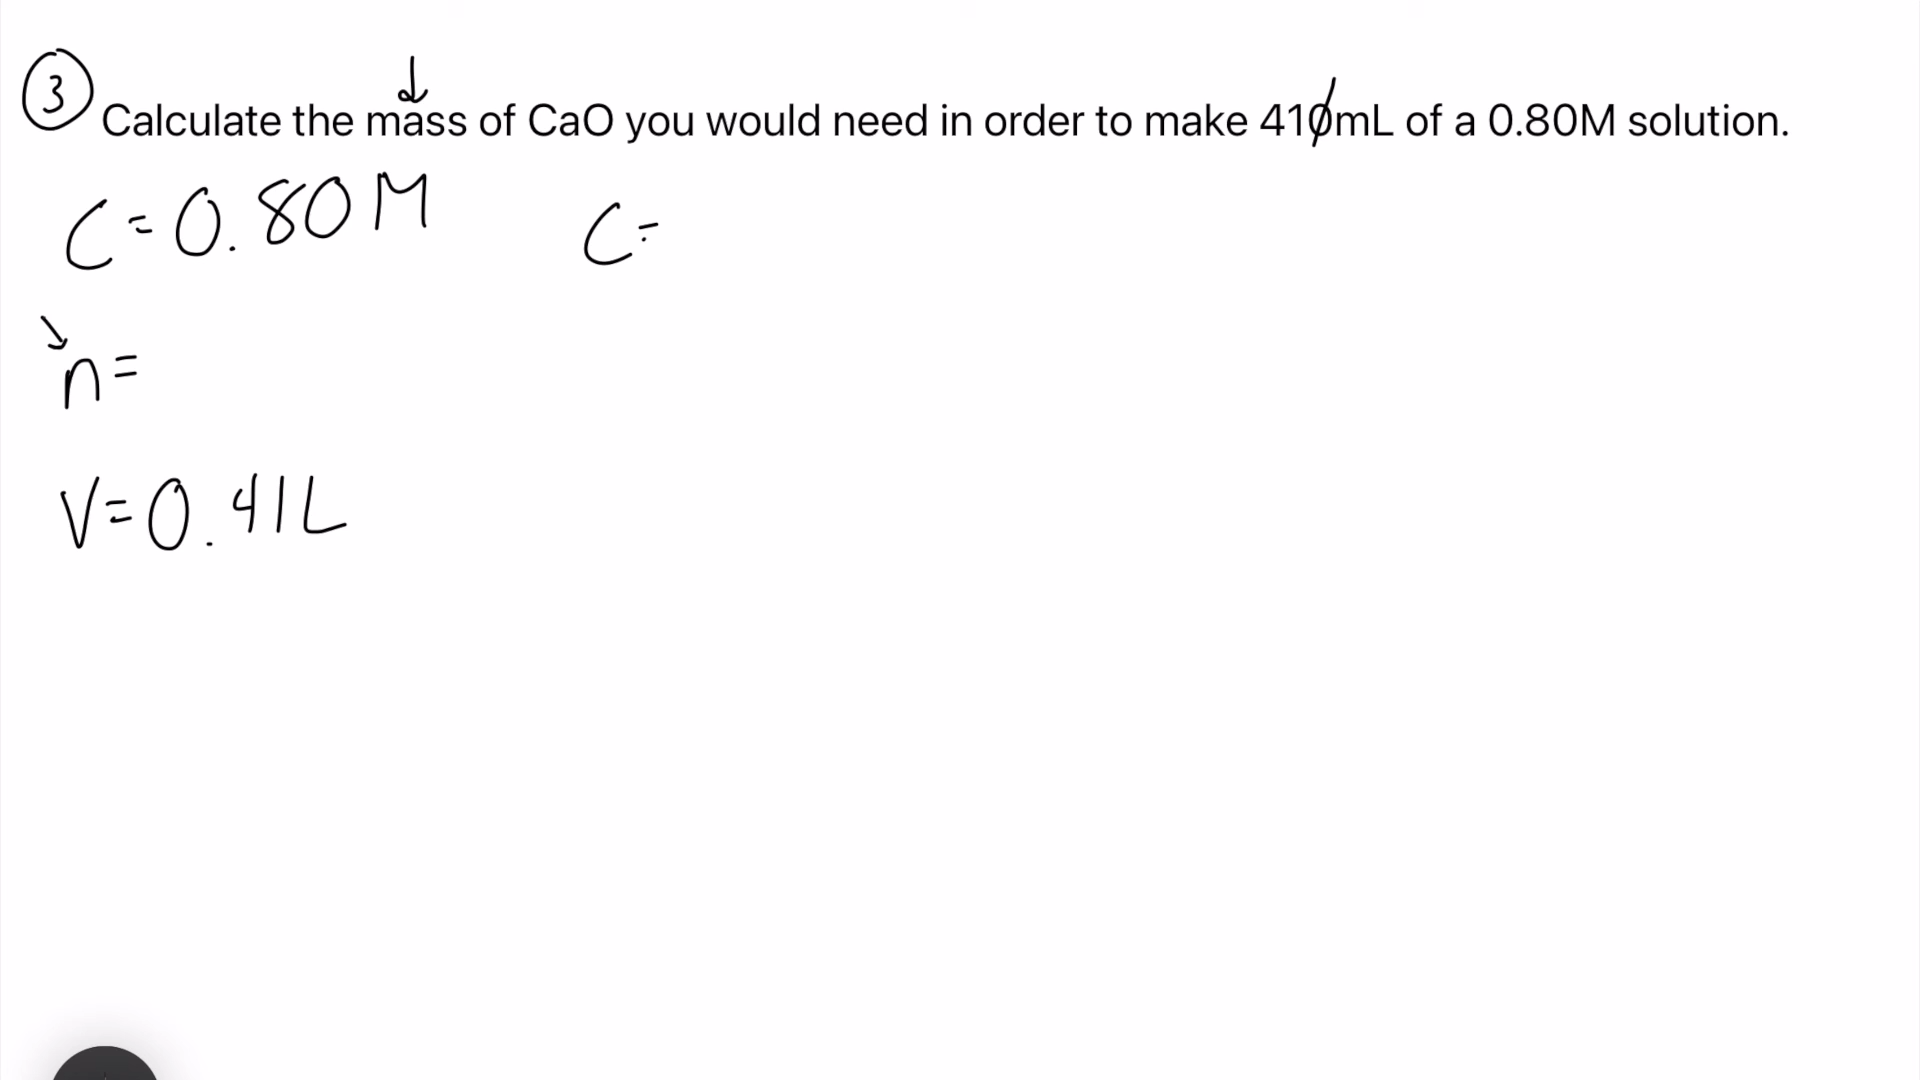 3 Calculate the mass of CaO you would need in order to make 410mL of a 0.80M solution.
C=0.80M C=
n=
V=0.41L